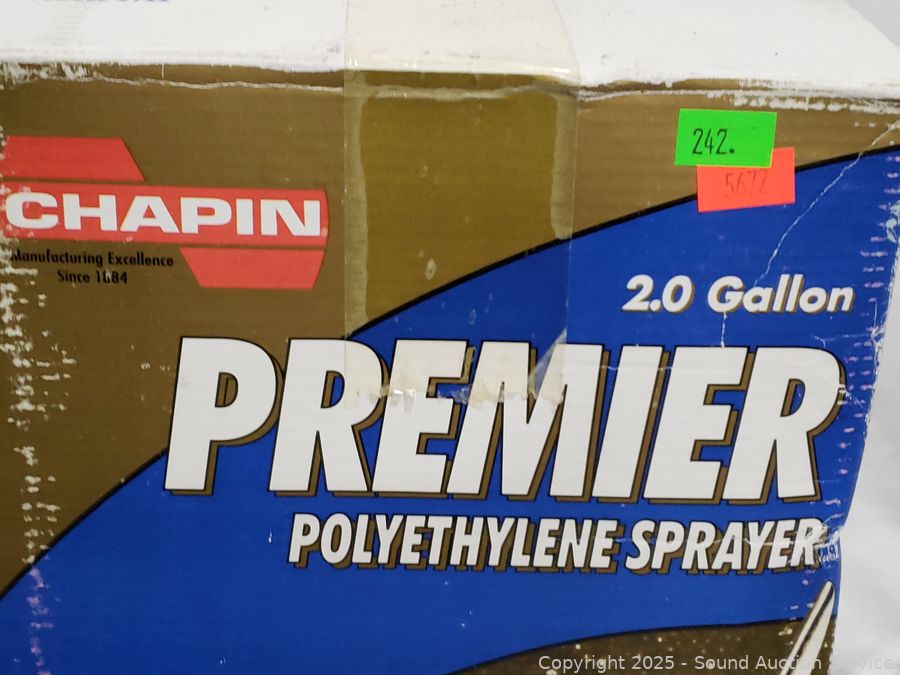 242.
5672
CHAPIN
Manufacturing Excellence
Since 1884
2.0 Gallon
PREMIER
POLYETHYLENE SPRAYER
Copyright 2025 - Sound Auction Service